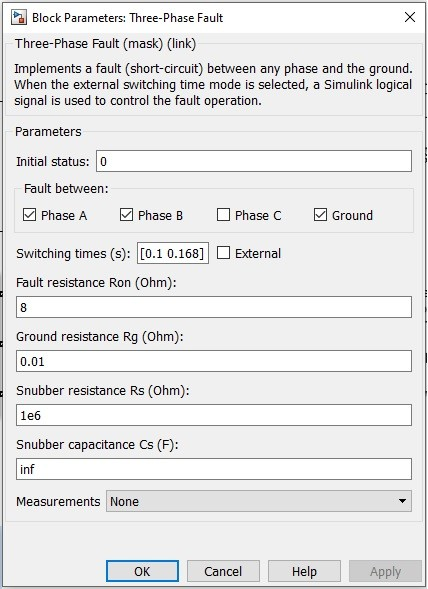 Block Parameters: Three-Phase Fault
Three-Phase Fault (mask) (link)
Implements a fault (short-circuit) between any phase and the ground.
When the external switching time mode is selected, a Simulink logical
signal is used to control the fault operation.
Parameters
Initial status: 0
Fault between:
Phase A Phase B Phase C Ground
Switching times (s): [0.1 0.168] External
Fault resistance Ron (Ohm):
8
Ground resistance Rg (Ohm):
0.01
Snubber resistance Rs (Ohm):
1e6
Snubber capacitance Cs (F):
inf
Measurements None
OK Cancel Help Apply